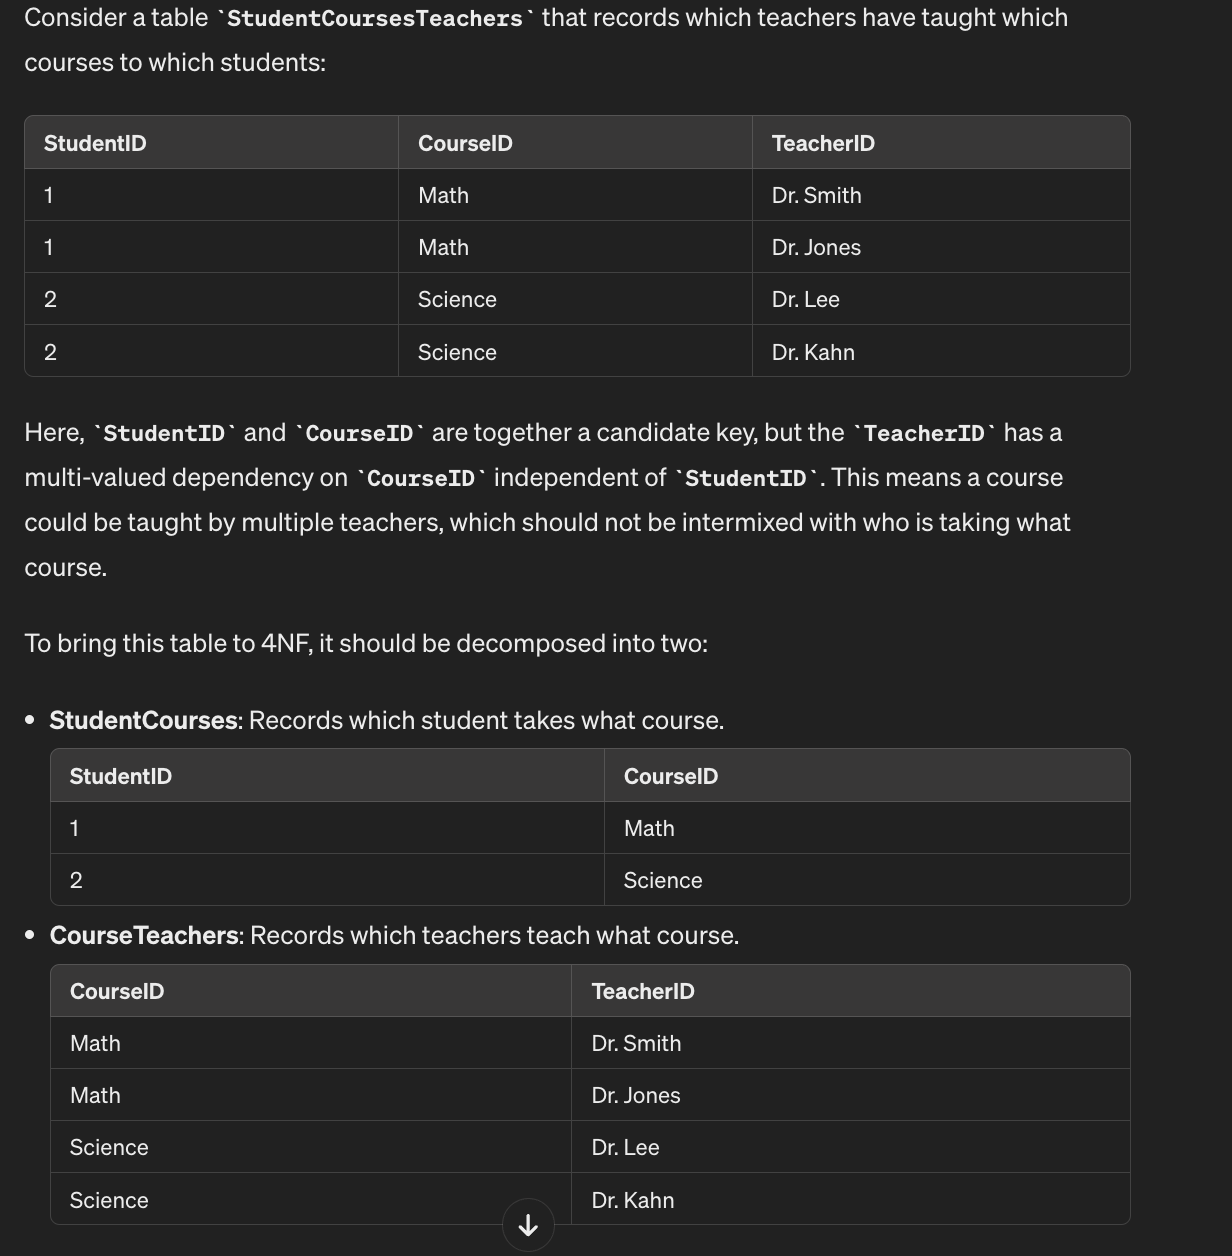 Consider a table `StudentCoursesTeachers` that records which teachers have taught which
courses to which students:
StudentID CourseID TeacherID
1 Math Dr. Smith
1 Math Dr. Jones
2 Science Dr. Lee
2 Science Dr. Kahn
Here, `StudentID` and `CourseID` are together a candidate key, but the `TeacherID` has a
multi-valued dependency on `CourseID` independent of `StudentID`. This means a course
could be taught by multiple teachers, which should not be intermixed with who is taking what
course.
To bring this table to 4NF, it should be decomposed into two:
• StudentCourses: Records which student takes what course.
StudentID CourseID
1 Math
2 Science
• CourseTeachers: Records which teachers teach what course.
CourseID TeacherID
Math Dr. Smith
Math Dr. Jones
Science Dr. Lee
Science Dr. Kahn